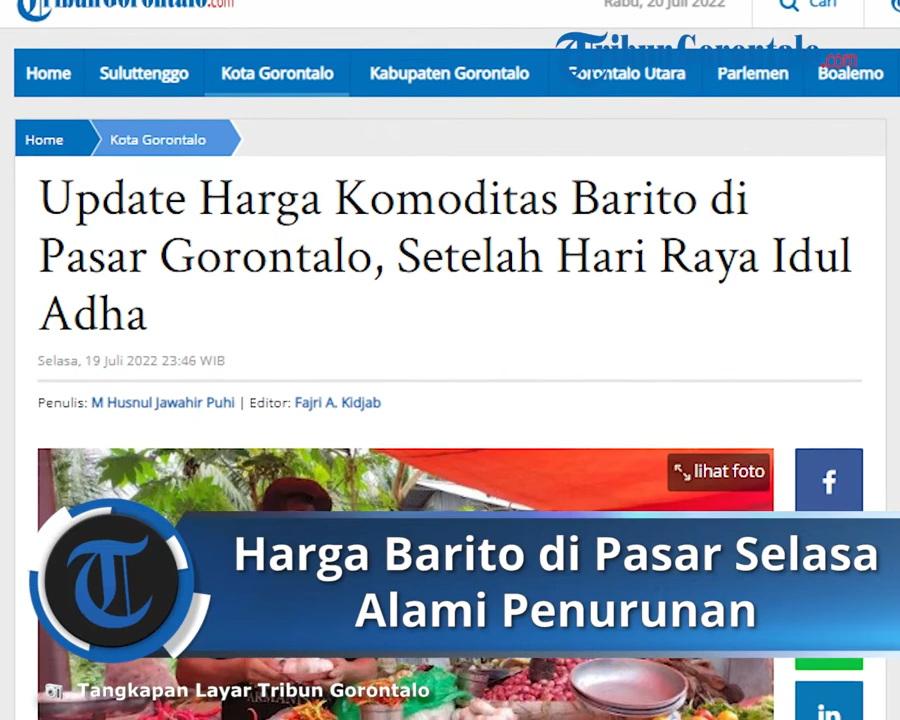 TribunGorontalo.com
Rabu, 20 Juli 2022
Cari
TribunGorontalo.com
Home Suluttenggo Kota Gorontalo Kabupaten Gorontalo Gorontalo Utara Parlemen Boalemo
Home Kota Gorontalo
Update Harga Komoditas Barito di
Pasar Gorontalo, Setelah Hari Raya Idul
Adha
Selasa, 19 Juli 2022 23:46 WIB
Penulis: M Husnul Jawahir Puhi | Editor: Fajri A. Kidjab
lihat foto
f
Harga Barito di Pasar Selasa
Alami Penurunan
T
Tangkapan Layar Tribun Gorontalo
in